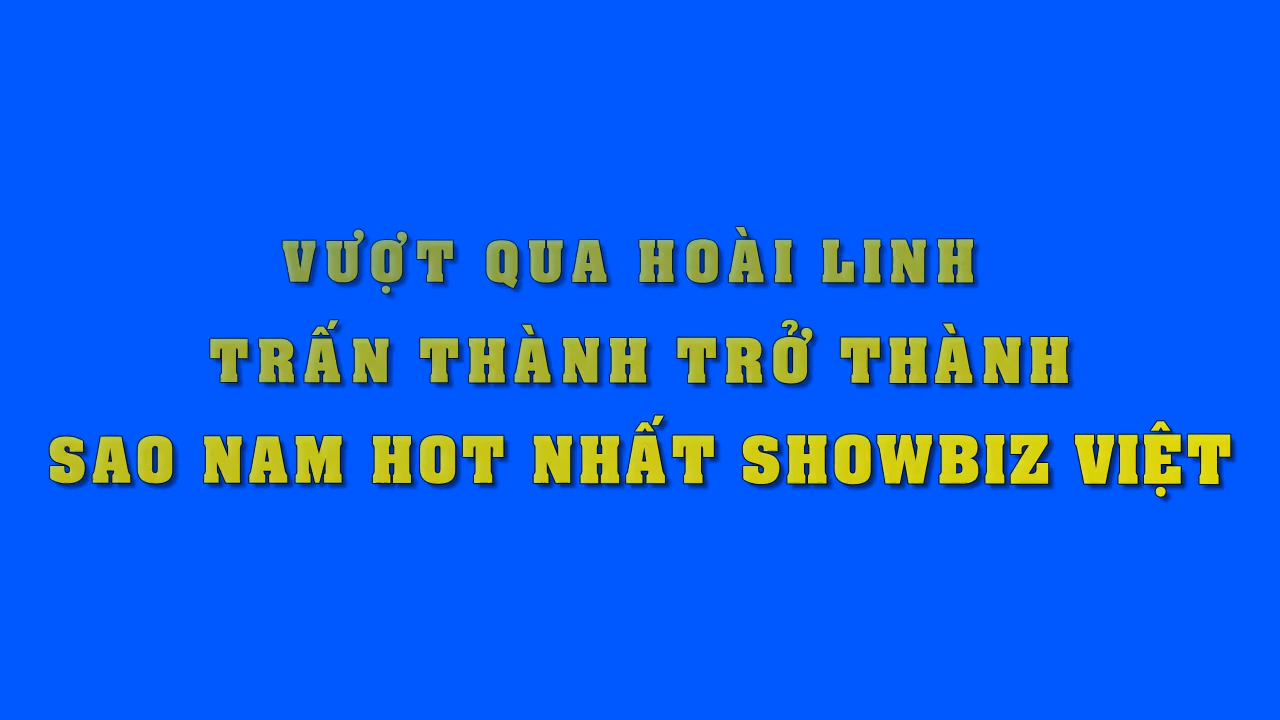 VƯỢT QUA HOÀI LINH
TRẤN THÀNH TRỞ THÀNH
SAO NAM HOT NHẤT SHOWBIZ VIỆT